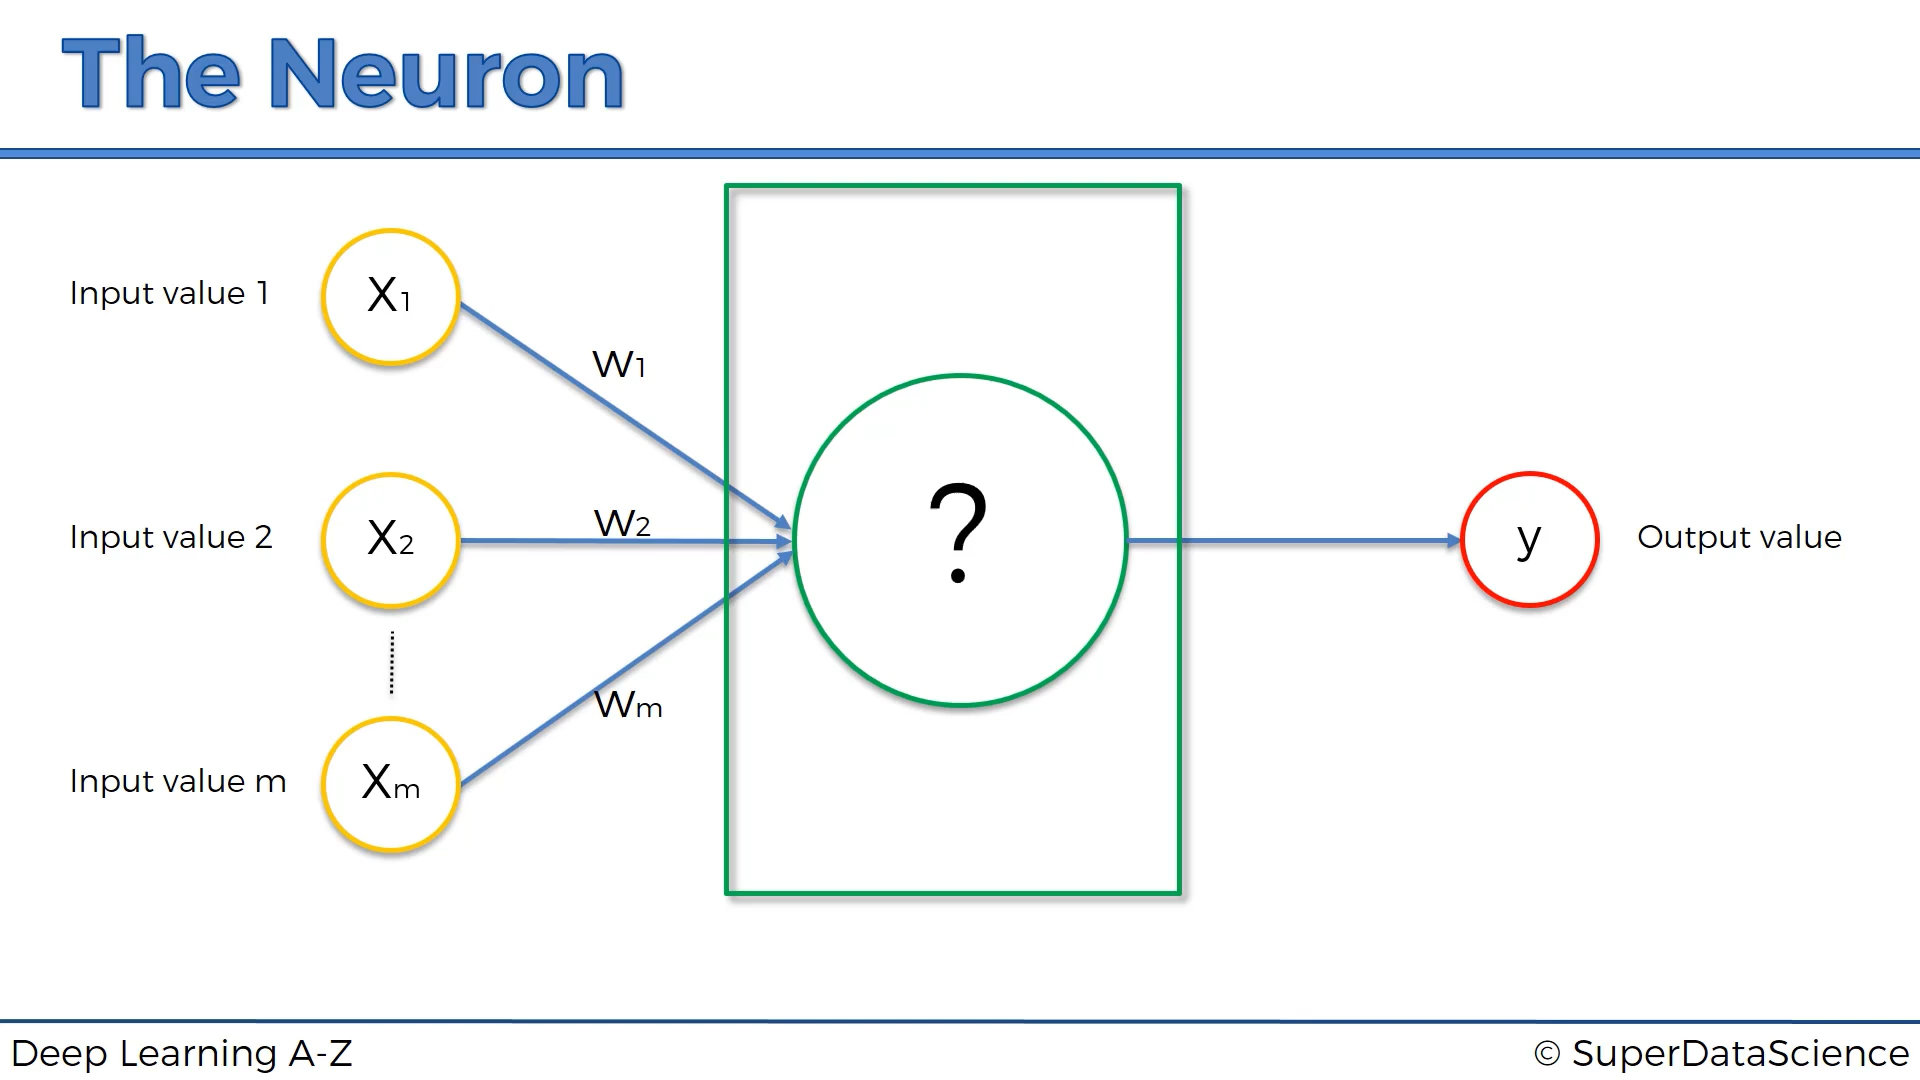 The Neuron
Input value 1
X1
W1
Input value 2
X2
W2
?
y
Output value
Wm
Input value m
Xm
Deep Learning A-Z
© SuperDataScience